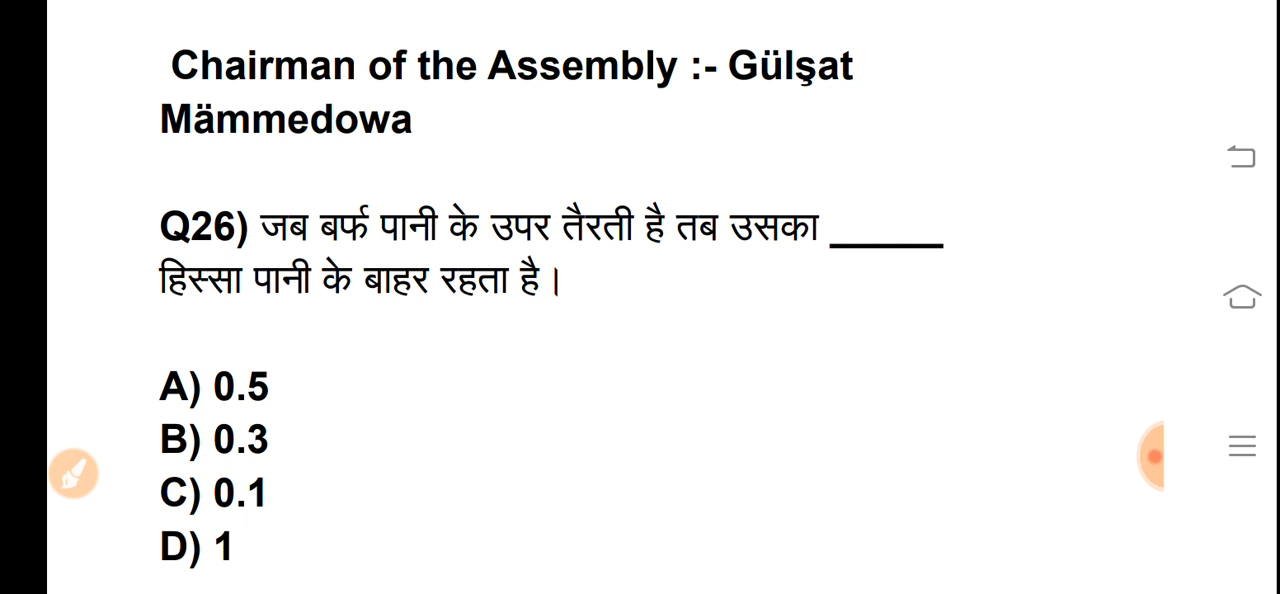 Chairman of the Assembly :- Gülşat
Mämmedowa
Q26) जब बर्फ पानी के उपर तैरती है तब उसका ______
हिस्सा पानी के बाहर रहता है।
A) 0.5
B) 0.3
C) 0.1
D) 1